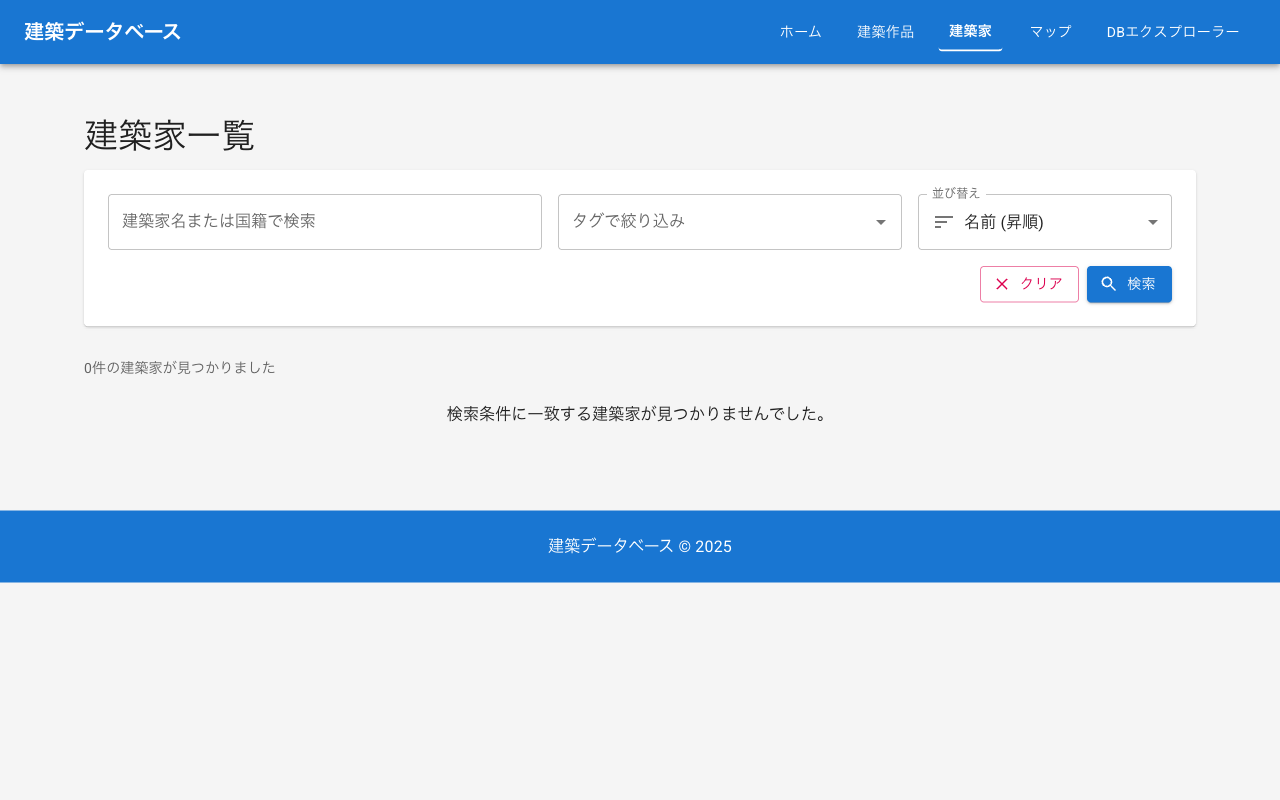 建築データベース
ホーム
建築作品
建築家
マップ
DBエクスプローラー
建築家一覧
建築家名または国籍で検索
タグで絞り込み
並び替え
名前 (昇順)
クリア
検索
0件の建築家が見つかりました
検索条件に一致する建築家が見つかりませんでした。
建築データベース © 2025